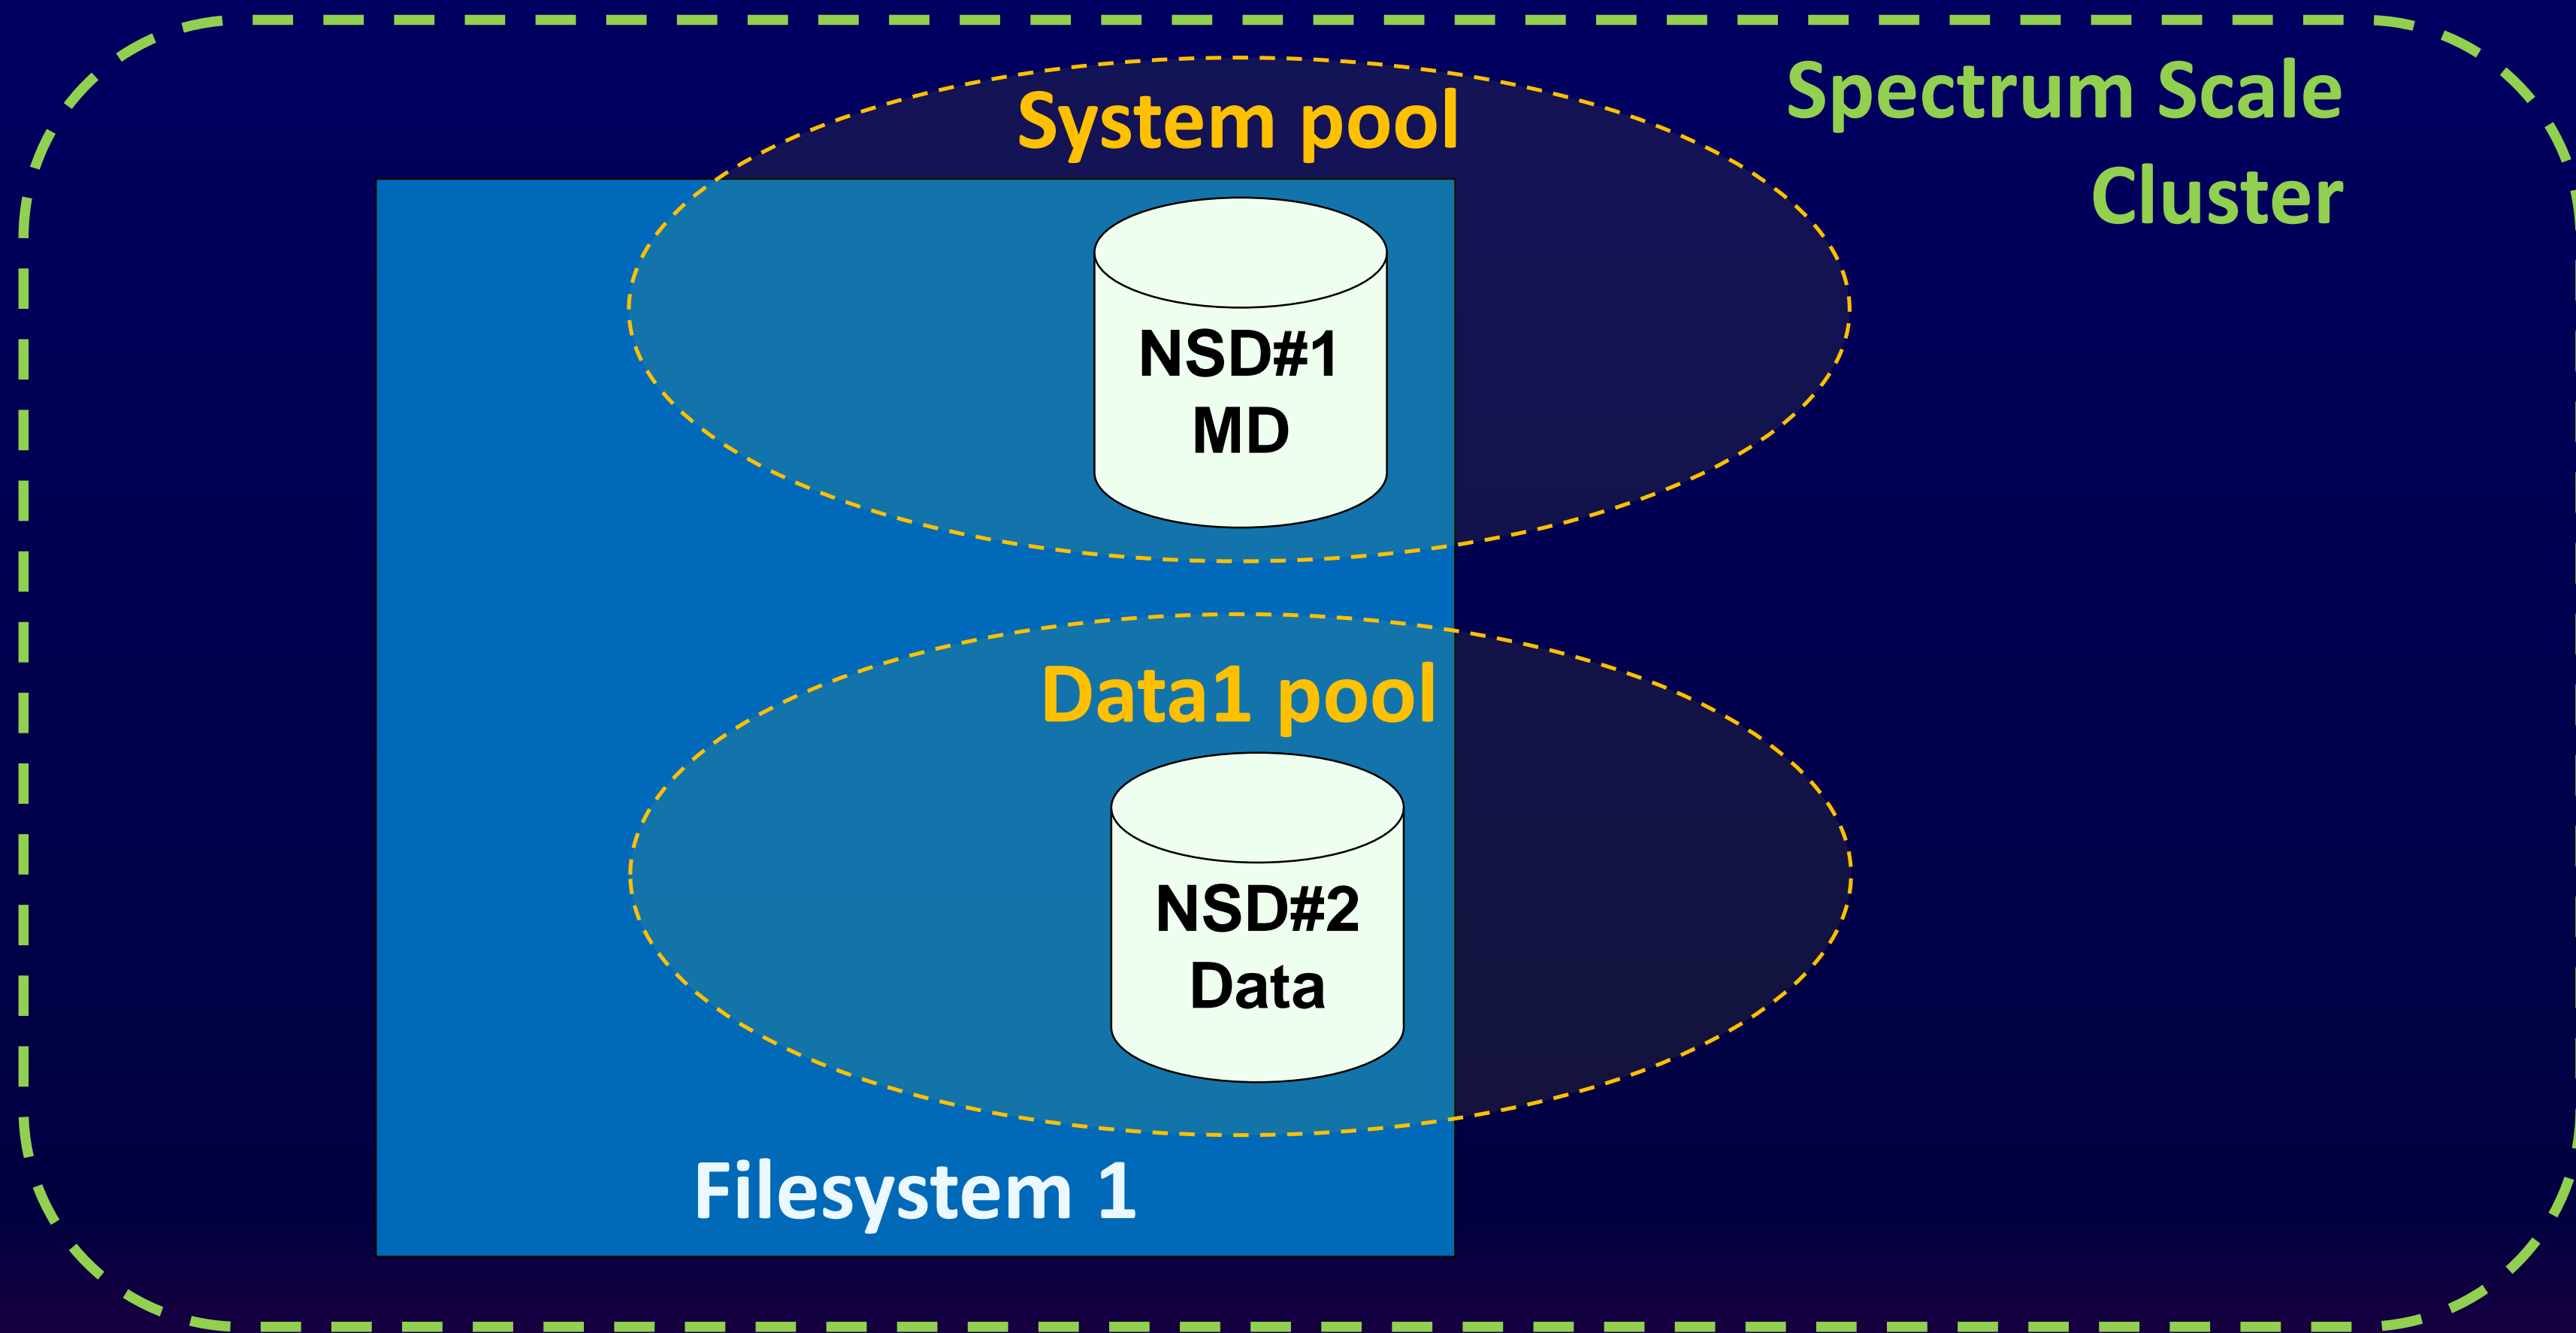 Spectrum Scale
Cluster
System pool
NSD#1
MD
Data1 pool
NSD#2
Data
Filesystem 1